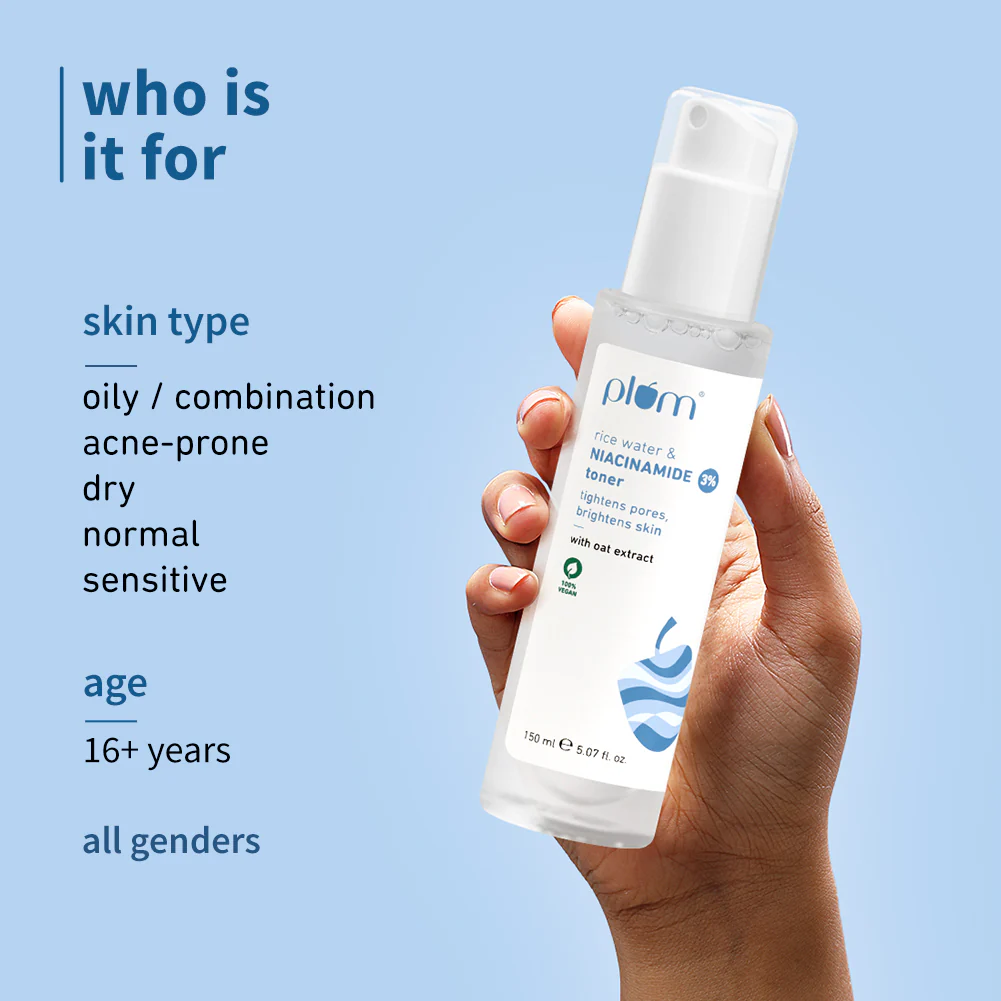 who is
it for
skin type
oily / combination
acne-prone
dry
normal
sensitive
age
16+ years
all genders
plum®
rice water &
NIACINAMIDE 3%
toner
tightens pores,
brightens skin
with oat extract
100%
VEGAN
150 ml ℮ 5.07 fl. oz.